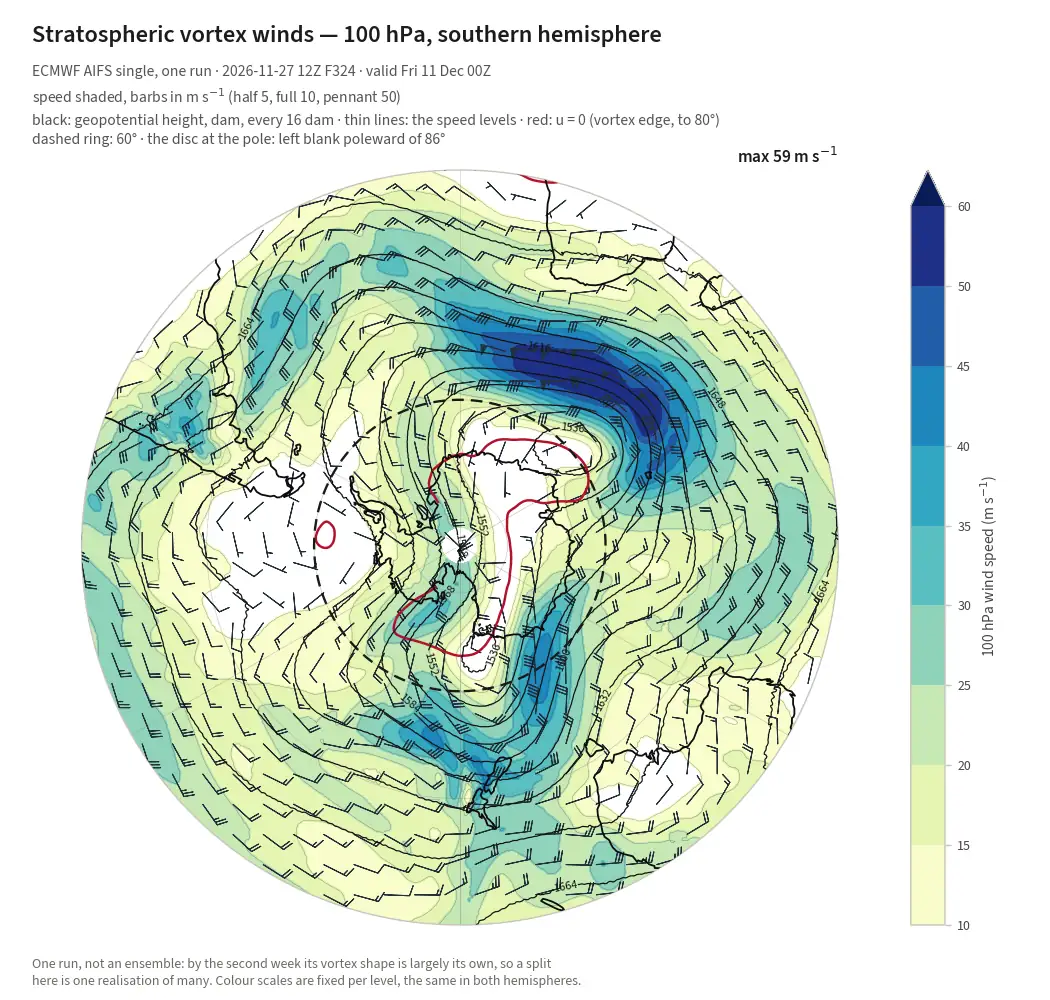 Stratospheric vortex winds — 100 hPa, southern hemisphere
ECMWF AIFS single, one run · 2026-11-27 12Z F324 · valid Fri 11 Dec 00Z
speed shaded, barbs in m s⁻¹ (half 5, full 10, pennant 50)
black: geopotential height, dam, every 16 dam · thin lines: the speed levels · red: u = 0 (vortex edge, to 80°)
dashed ring: 60° · the disc at the pole: left blank poleward of 86°
max 59 m s⁻¹
1664
1616
1648
1536
1552
1664
1536
1552
1632
1664
60
50
45
40
35
30
25
20
15
10
100 hPa wind speed (m s⁻¹)
One run, not an ensemble: by the second week its vortex shape is largely its own, so a split
here is one realisation of many. Colour scales are fixed per level, the same in both hemispheres.